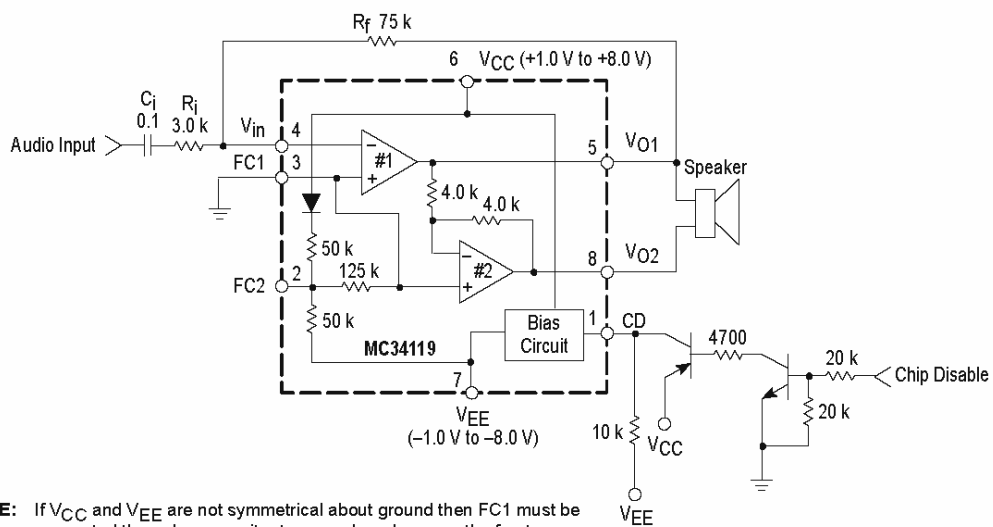 Rf 75 k
6 VCC (+1.0 V to +8.0 V)
Ci
0.1
Ri
3.0 k
Audio Input
Vin
4
#1
5
VO1
FC1
3
Speaker
4.0 k
4.0 k
50 k
#2
8
VO2
FC2
2
125 k
50 k
Bias
Circuit
1
CD
MC34119
4700
20 k
Chip Disable
7
VEE
(–1.0 V to –8.0 V)
10 k
VCC
20 k
VEE
If VCC and VEE are not symmetrical about ground then FC1 must be